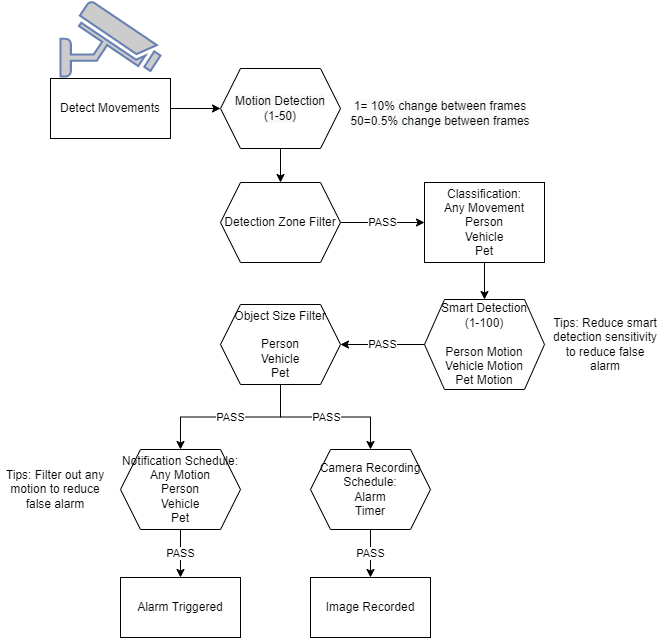 Detect Movements
Motion Detection
(1-50)
1= 10% change between frames
50=0.5% change between frames
Detection Zone Filter
PASS
Classification:
Any Movement
Person
Vehicle
Pet
Smart Detection
(1-100)
Person Motion
Vehicle Motion
Pet Motion
Tips: Reduce smart
detection sensitivity
to reduce false
alarm
PASS
Object Size Filter
Person
Vehicle
Pet
PASS
PASS
Tips: Filter out any
motion to reduce
false alarm
Notification Schedule:
Any Motion
Person
Vehicle
Pet
Camera Recording
Schedule:
Alarm
Timer
PASS
PASS
Alarm Triggered
Image Recorded